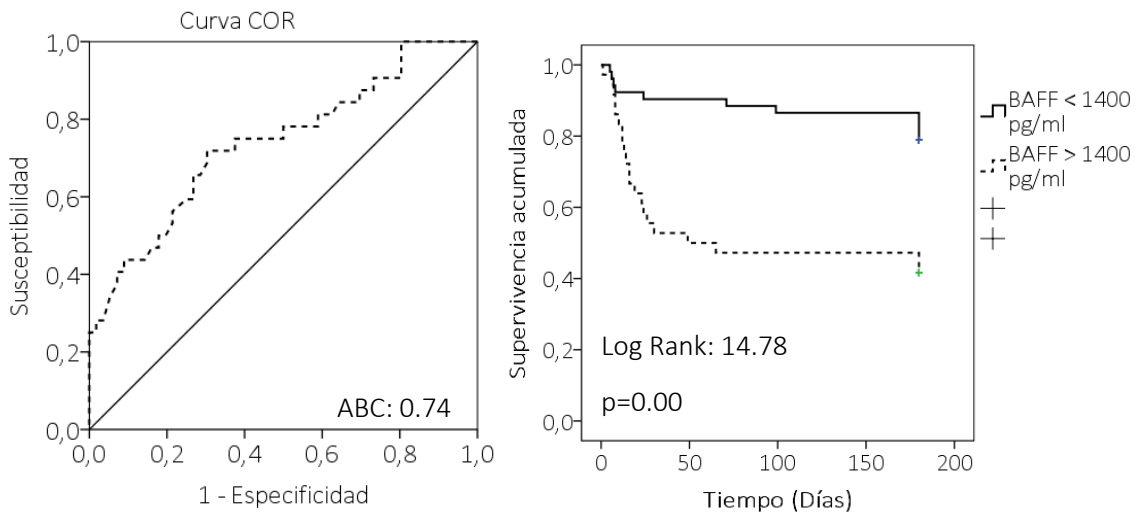 Curva COR
Susceptibilidad
1,0
0,8
0,6
0,4
0,2
0,0
0,0 0,2 0,4 0,6 0,8 1,0
ABC: 0.74
1 - Especificidad
Supervivencia acumulada
1,0
0,8
0,6
0,4
0,2
0,0
Log Rank: 14.78
p=0.00
0 50 100 150 200
Tiempo (Días)
BAFF < 1400
pg/ml
BAFF > 1400
pg/ml